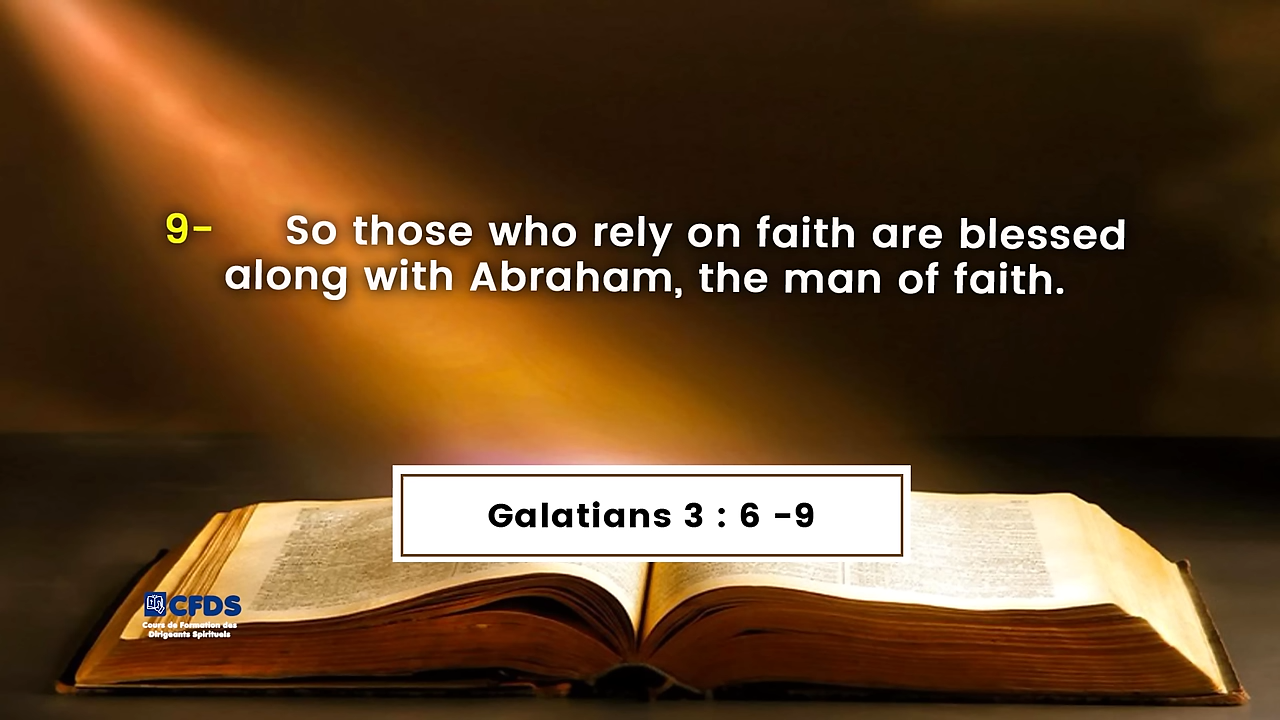 9- So those who rely on faith are blessed
along with Abraham, the man of faith.
Galatians 3 : 6 -9
CFDS
Cours de Formation des
Dirigeants Spirituels